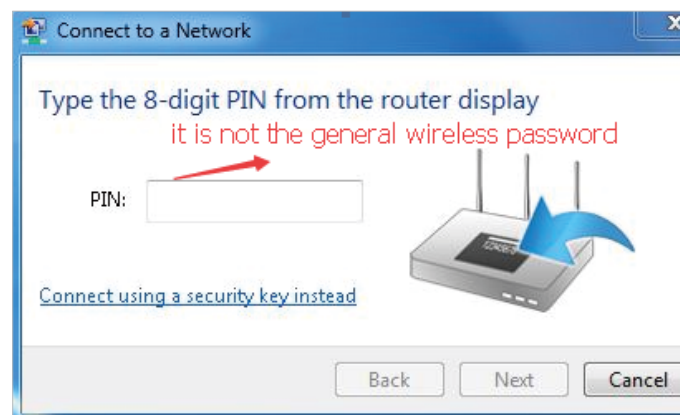 Connect to a Network
X
Type the 8-digit PIN from the router display
it is not the general wireless password
PIN:
12345670
Connect using a security key instead
Back
Next
Cancel